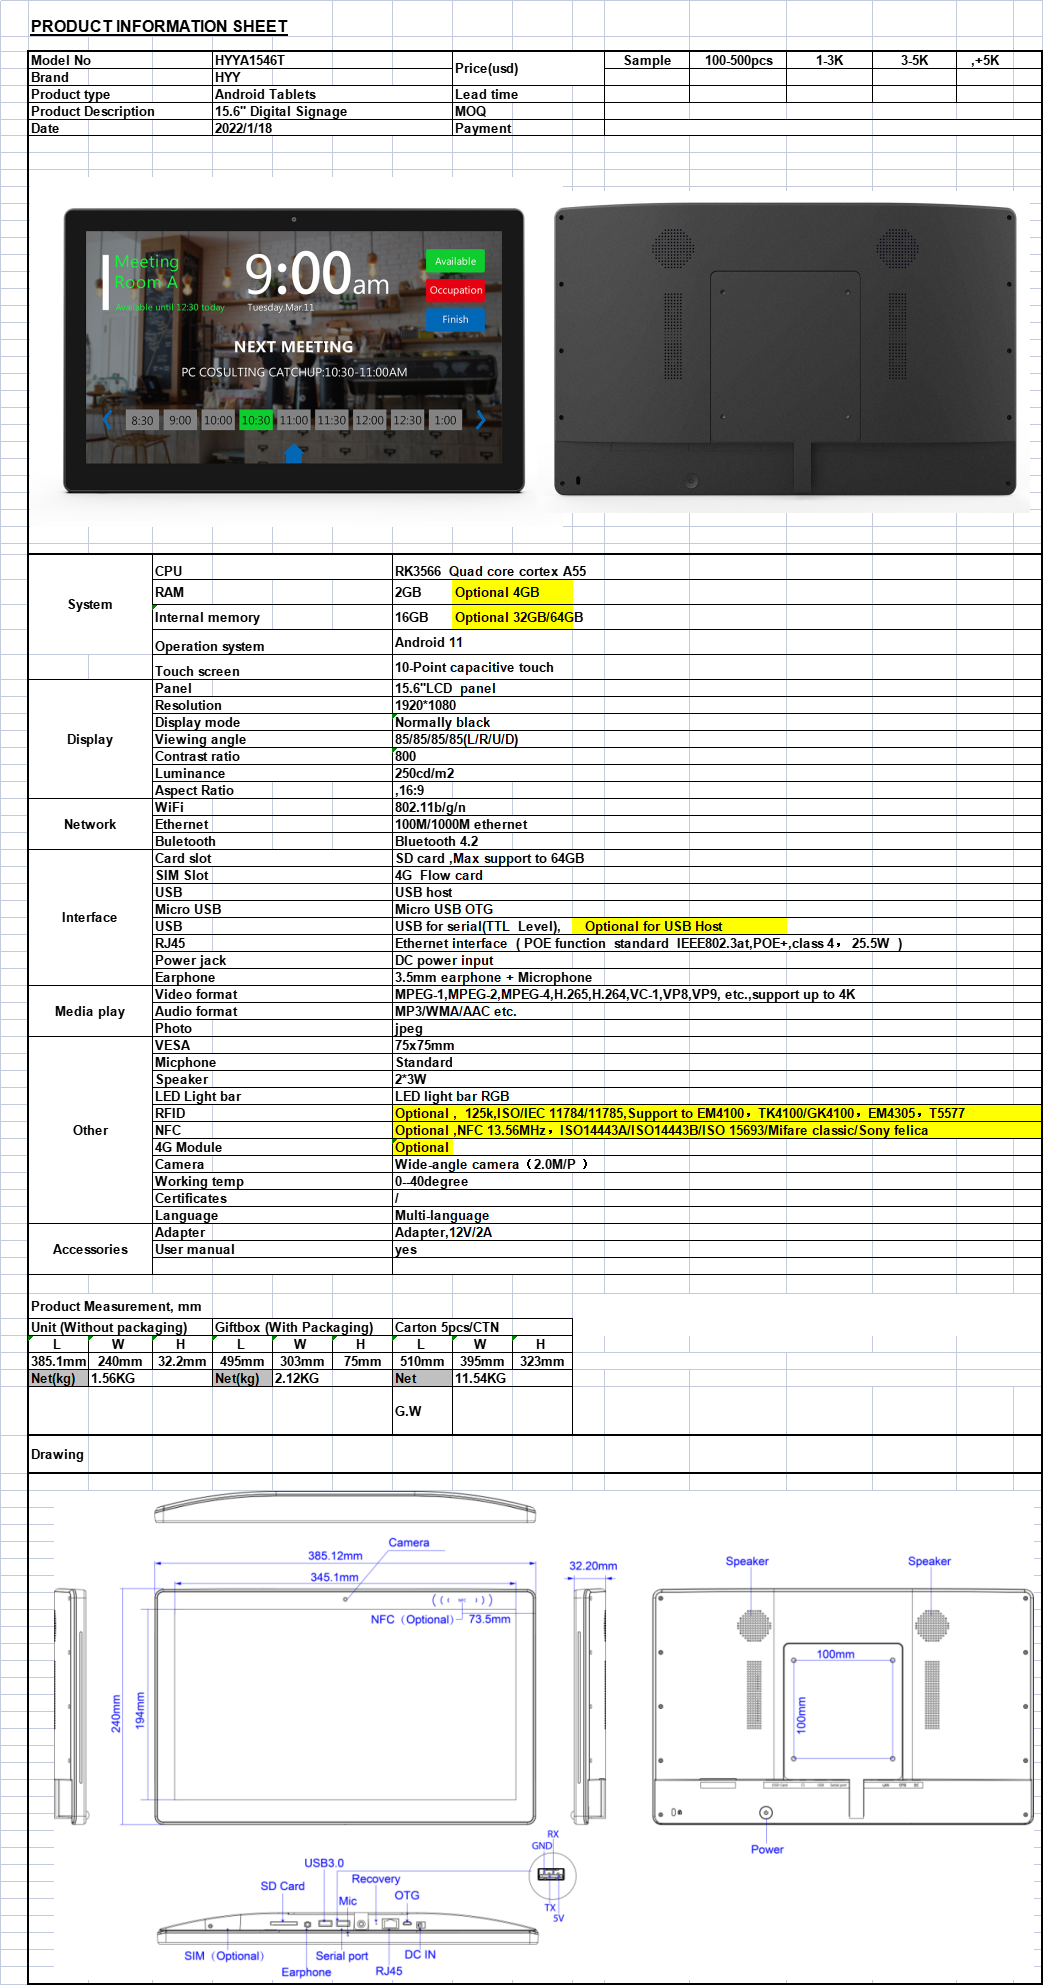 PRODUCT INFORMATION SHEET
Model No HYYA1546T Price(usd) Sample 100-500pcs 1-3K 3-5K ,+5K
Brand HYY
Product type Android Tablets Lead time
Product Description 15.6" Digital Signage MOQ
Date 2022/1/18 Payment
Meeting
Room A
Available until 12:30 today
9:00am
Tuesday.Mar.11
Available
Occupation
Finish
NEXT MEETING
PC COSULTING CATCHUP:10:30-11:00AM
8:30 9:00 10:00 10:30 11:00 11:30 12:00 12:30 1:00
System
CPU RK3566 Quad core cortex A55
RAM 2GB Optional 4GB
Internal memory 16GB Optional 32GB/64GB
Operation system Android 11
Touch screen 10-Point capacitive touch
Display
Panel 15.6"LCD panel
Resolution 1920*1080
Display mode Normally black
Viewing angle 85/85/85/85(L/R/U/D)
Contrast ratio 800
Luminance 250cd/m2
Aspect Ratio ,16:9
Network
WiFi 802.11b/g/n
Ethernet 100M/1000M ethernet
Buletooth Bluetooth 4.2
Interface
Card slot SD card ,Max support to 64GB
SIM Slot 4G Flow card
USB USB host
Micro USB Micro USB OTG
USB USB for serial(TTL Level), Optional for USB Host
RJ45 Ethernet interface ( POE function standard IEEE802.3at,POE+,class 4, 25.5W )
Power jack DC power input
Earphone 3.5mm earphone + Microphone
Media play
Video format MPEG-1,MPEG-2,MPEG-4,H.265,H.264,VC-1,VP8,VP9, etc.,support up to 4K
Audio format MP3/WMA/AAC etc.
Photo jpeg
Other
VESA 75x75mm
Micphone Standard
Speaker 2*3W
LED Light bar LED light bar RGB
RFID Optional , 125k,ISO/IEC 11784/11785,Support to EM4100，TK4100/GK4100，EM4305，T5577
NFC Optional ,NFC 13.56MHz，ISO14443A/ISO14443B/ISO 15693/Mifare classic/Sony felica
4G Module Optional
Camera Wide-angle camera（2.0M/P ）
Working temp 0--40degree
Certificates /
Language Multi-language
Accessories
Adapter Adapter,12V/2A
User manual yes
Product Measurement, mm
Unit (Without packaging) Giftbox (With Packaging) Carton 5pcs/CTN
L W H L W H L W H
385.1mm 240mm 32.2mm 495mm 303mm 75mm 510mm 395mm 323mm
Net(kg) 1.56KG Net(kg) 2.12KG Net 11.54KG
G.W
Drawing
Camera
385.12mm
345.1mm
32.20mm
Speaker Speaker
NFC
NFC（Optional） 73.5mm
240mm
194mm
100mm
100mm
SD Card USB Serial port LAN OTG DC
Power
RX
GND
TX
5V
USB3.0
Recovery
SD Card
Mic
OTG
SIM（Optional）
Serial port
DC IN
Earphone
RJ45